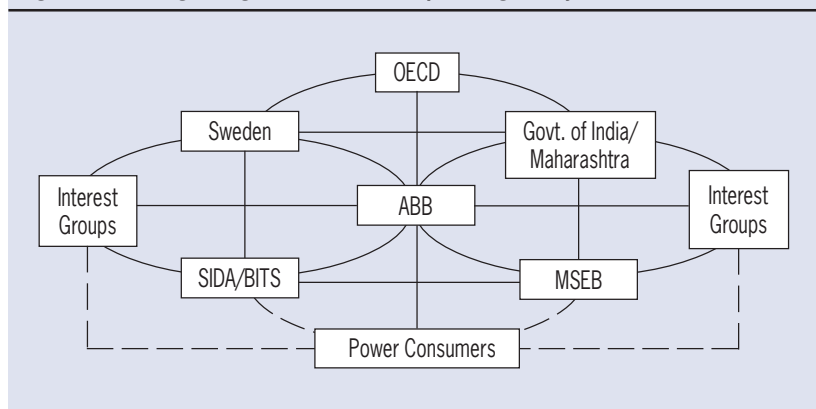 OECD
Sweden
Govt. of India/
Maharashtra
Interest
Groups
ABB
Interest
Groups
SIDA/BITS
MSEB
Power Consumers